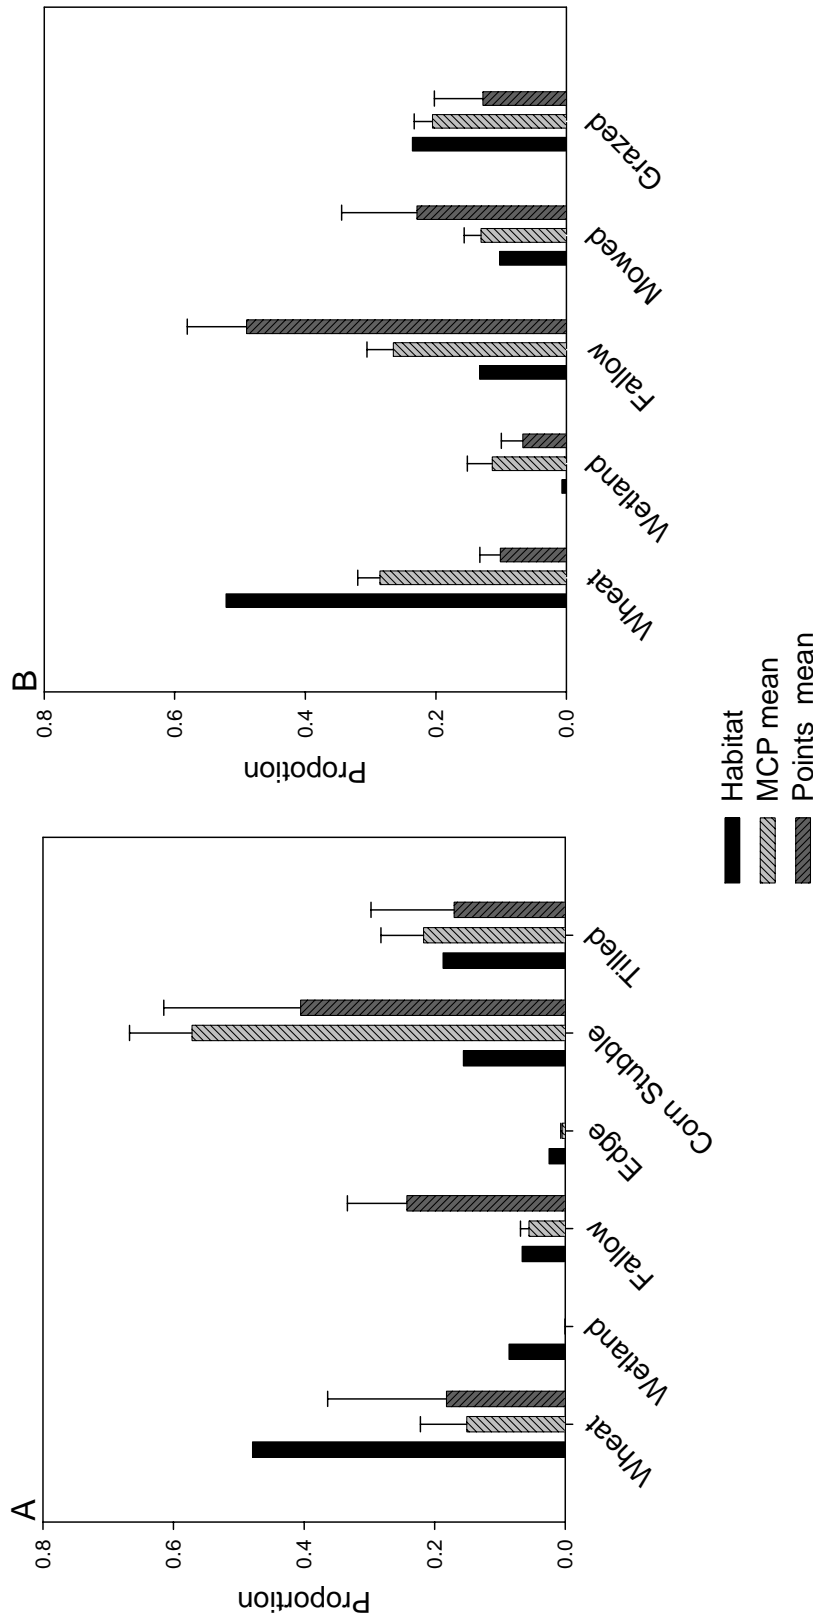 A
0.8
0.6
0.4
0.2
0.0
Proportion
Wheat
Wetland
Fallow
Edge
Corn Stubble
Tilled
B
0.8
0.6
0.4
0.2
0.0
Propotion
Wheat
Wetland
Fallow
Mowed
Grazed
Habitat
MCP mean
Points mean